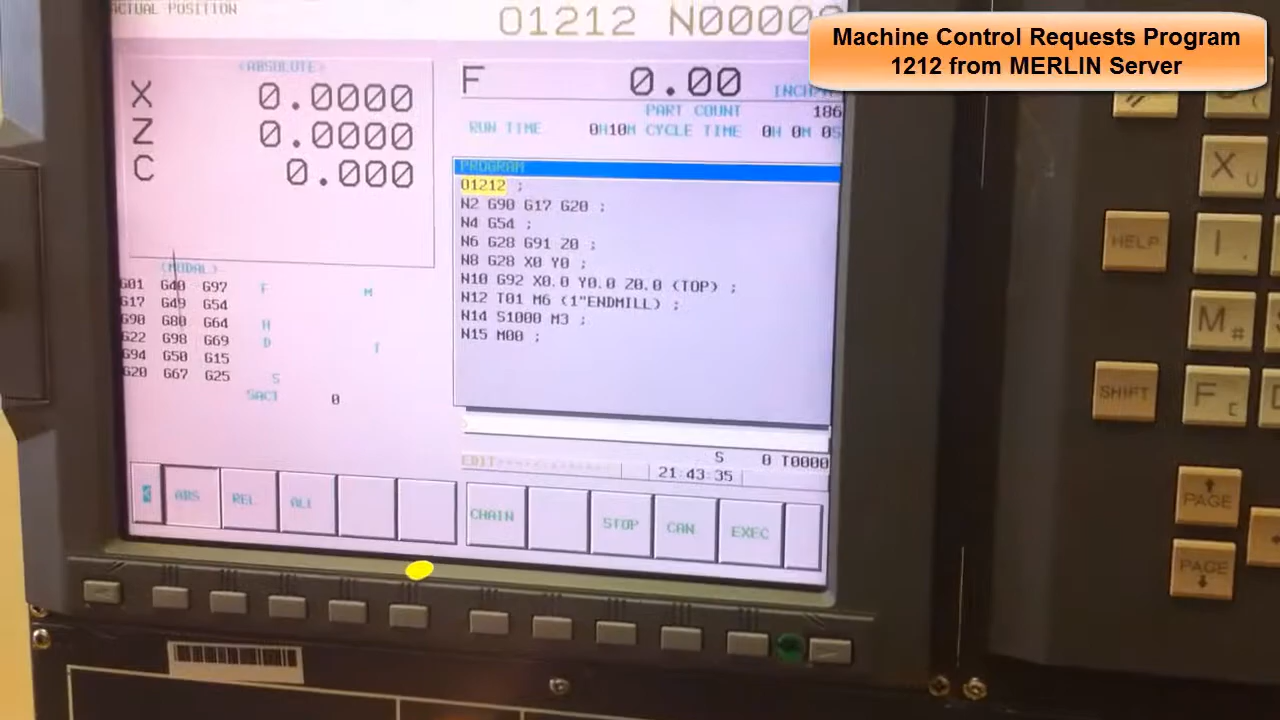 ACTUAL POSITION
O1212 N00000
Machine Control Requests Program
1212 from MERLIN Server
(ABSOLUTE)
X 0.0000
Z 0.0000
C 0.000
F 0.00
PART COUNT 186
RUN TIME 0H10M CYCLE TIME 0H 0M 0S
PROGRAM
O1212 ;
N2 G90 G17 G20 ;
N4 G54 ;
N6 G28 G91 Z0 ;
N8 G28 X0 Y0 ;
N10 G92 X0.0 Y0.0 Z0.0 (TOP) ;
N12 T01 M6 (1"ENDMILL) ;
N14 S1000 M3 ;
N15 M00 ;
(MODAL)
G01 G40 G97 F M
G17 G49 G54
G90 G80 G64 H
G22 G98 G69 D
G94 G50 G15 T
G20 G67 G25 S
SACT 0
S 0 T0000
EDIT
21:43:35
< ABS REL ALL
CHAIN STOP CAN EXEC
X U
HELP
M #
SHIFT F E
PAGE
PAGE